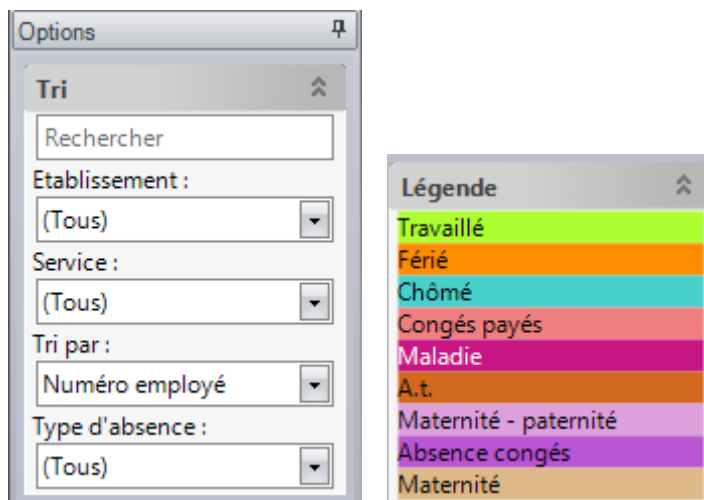 Options
Tri
Rechercher
Etablissement :
(Tous)
Service :
(Tous)
Tri par :
Numéro employé
Type d'absence :
(Tous)
Légende
Travaillé
Férié
Chômé
Congés payés
Maladie
A.t.
Maternité - paternité
Absence congés
Maternité